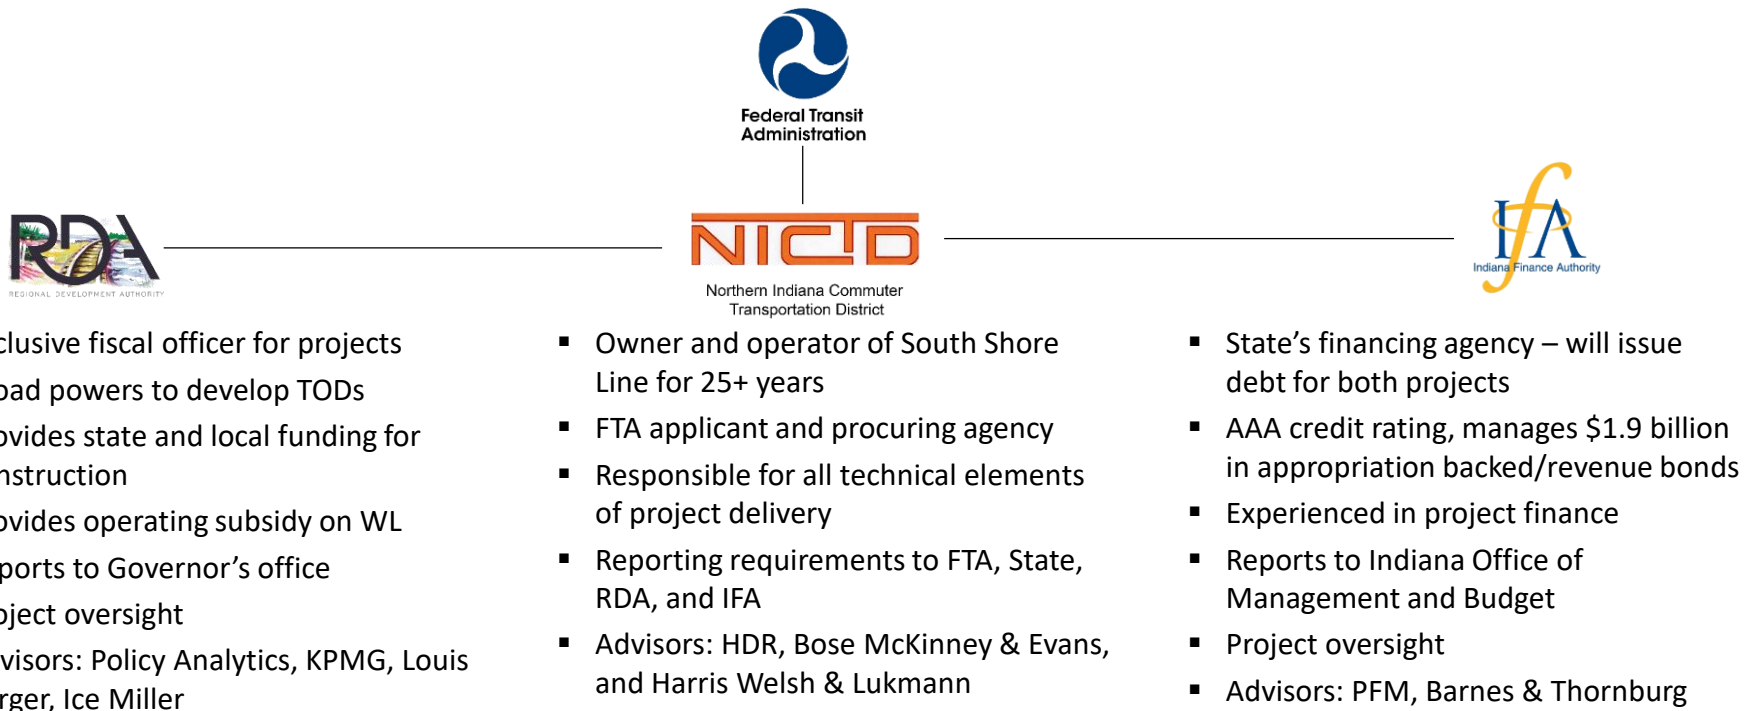 Federal Transit
Administration
RDA
REGIONAL DEVELOPMENT AUTHORITY
NICTD
Northern Indiana Commuter
Transportation District
IFA
Indiana Finance Authority
clusive fiscal officer for projects
oad powers to develop TODs
ovides state and local funding for
nstruction
ovides operating subsidy on WL
ports to Governor's office
oject oversight
visors: Policy Analytics, KPMG, Louis
rger, Ice Miller
▪ Owner and operator of South Shore
Line for 25+ years
▪ FTA applicant and procuring agency
▪ Responsible for all technical elements
of project delivery
▪ Reporting requirements to FTA, State,
RDA, and IFA
▪ Advisors: HDR, Bose McKinney & Evans,
and Harris Welsh & Lukmann
▪ State's financing agency – will issue
debt for both projects
▪ AAA credit rating, manages $1.9 billion
in appropriation backed/revenue bonds
▪ Experienced in project finance
▪ Reports to Indiana Office of
Management and Budget
▪ Project oversight
▪ Advisors: PFM, Barnes & Thornburg